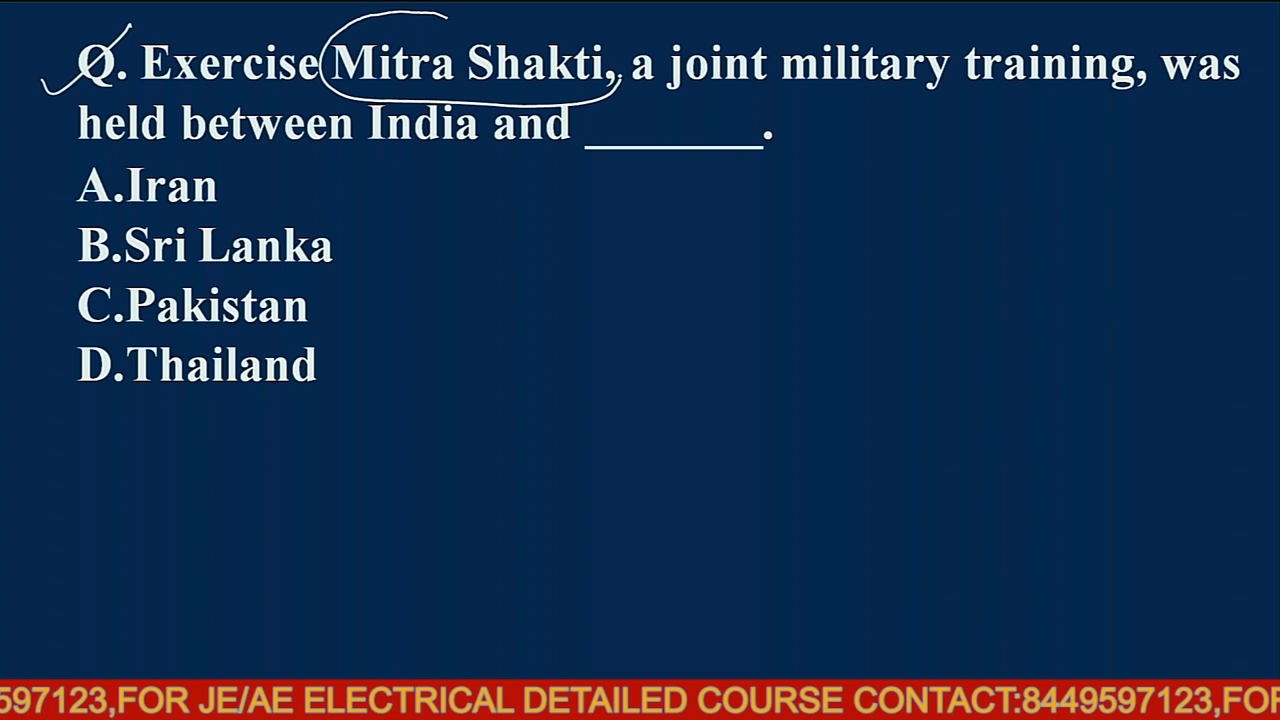 Q. Exercise Mitra Shakti, a joint military training, was
held between India and _______.
A.Iran
B.Sri Lanka
C.Pakistan
D.Thailand
597123,FOR JE/AE ELECTRICAL DETAILED COURSE CONTACT:8449597123,FOR